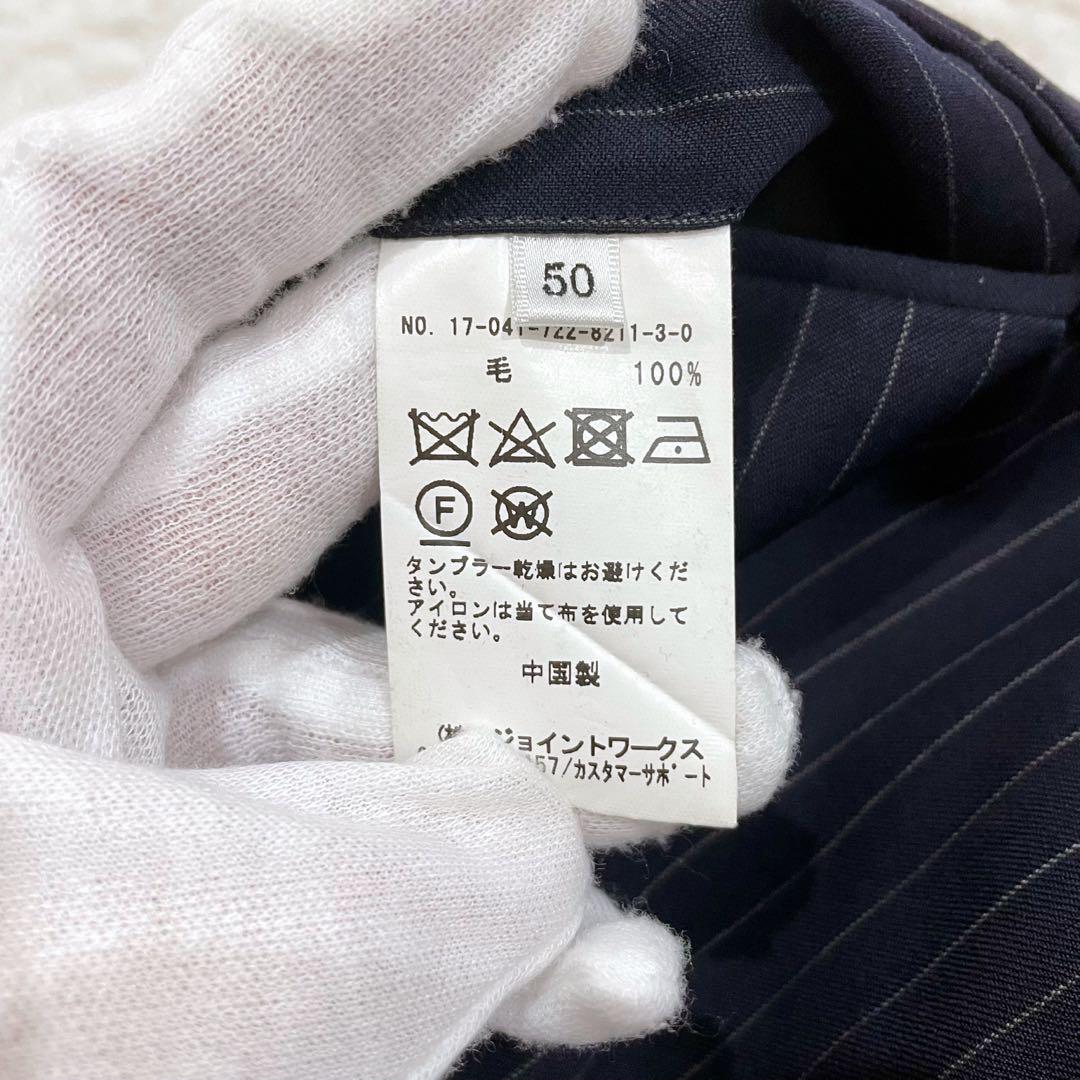 50
NO. 17-041-722-8211-3-0
毛 100%
F
W
タンブラー乾燥はお避けくだ
さい。
アイロンは当て布を使用して
ください。
中国製
ジョイントワークス
57/カスタマーサポート